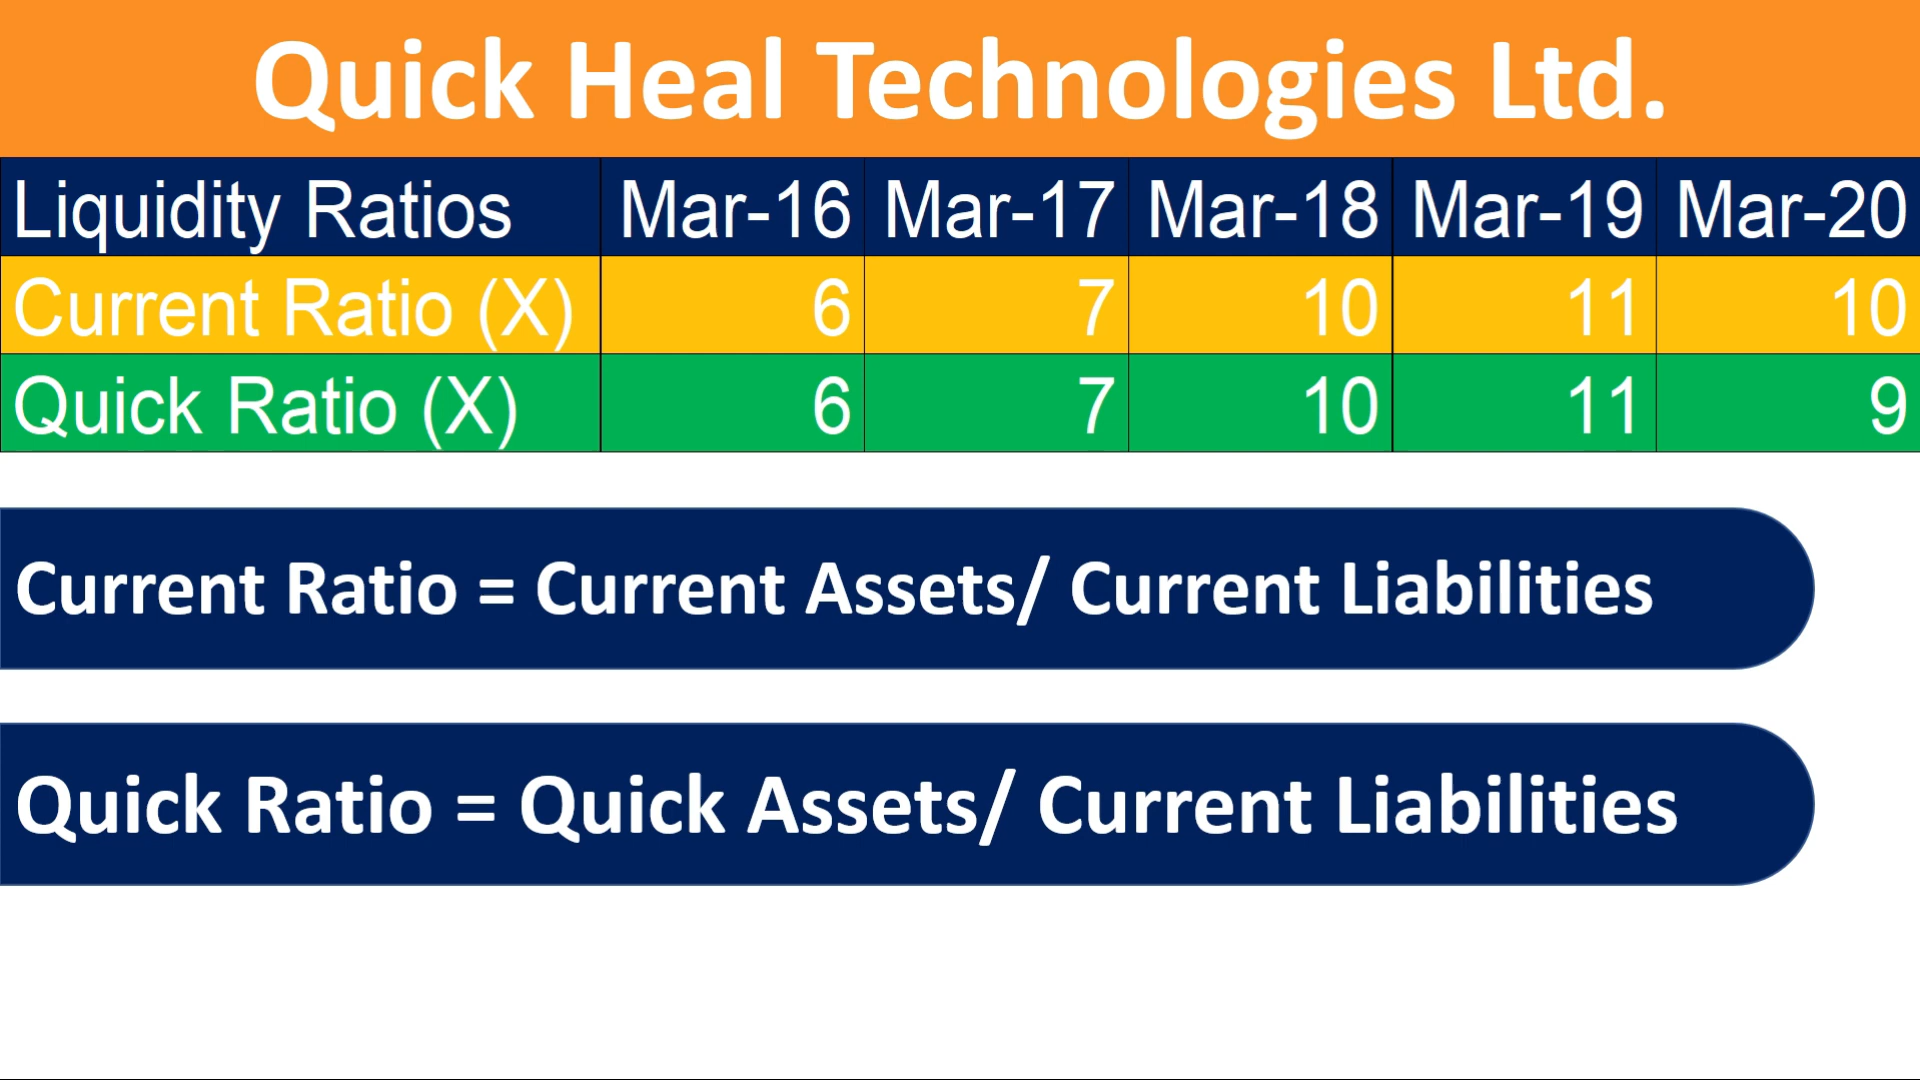 Quick Heal Technologies Ltd.
Liquidity Ratios Mar-16 Mar-17 Mar-18 Mar-19 Mar-20
Current Ratio (X) 6 7 10 11 10
Quick Ratio (X) 6 7 10 11 9
Current Ratio = Current Assets/ Current Liabilities
Quick Ratio = Quick Assets/ Current Liabilities